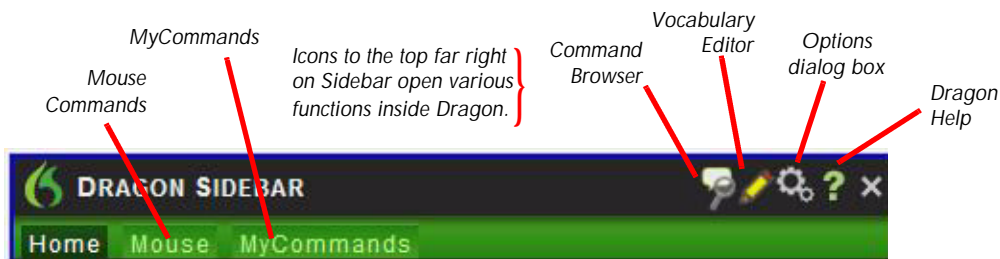 MyCommands
Mouse
Commands
Icons to the top far right
on Sidebar open various
functions inside Dragon.
Command
Browser
Vocabulary
Editor
Options
dialog box
Dragon
Help
DRAGON SIDEBAR
?
×
Home Mouse MyCommands